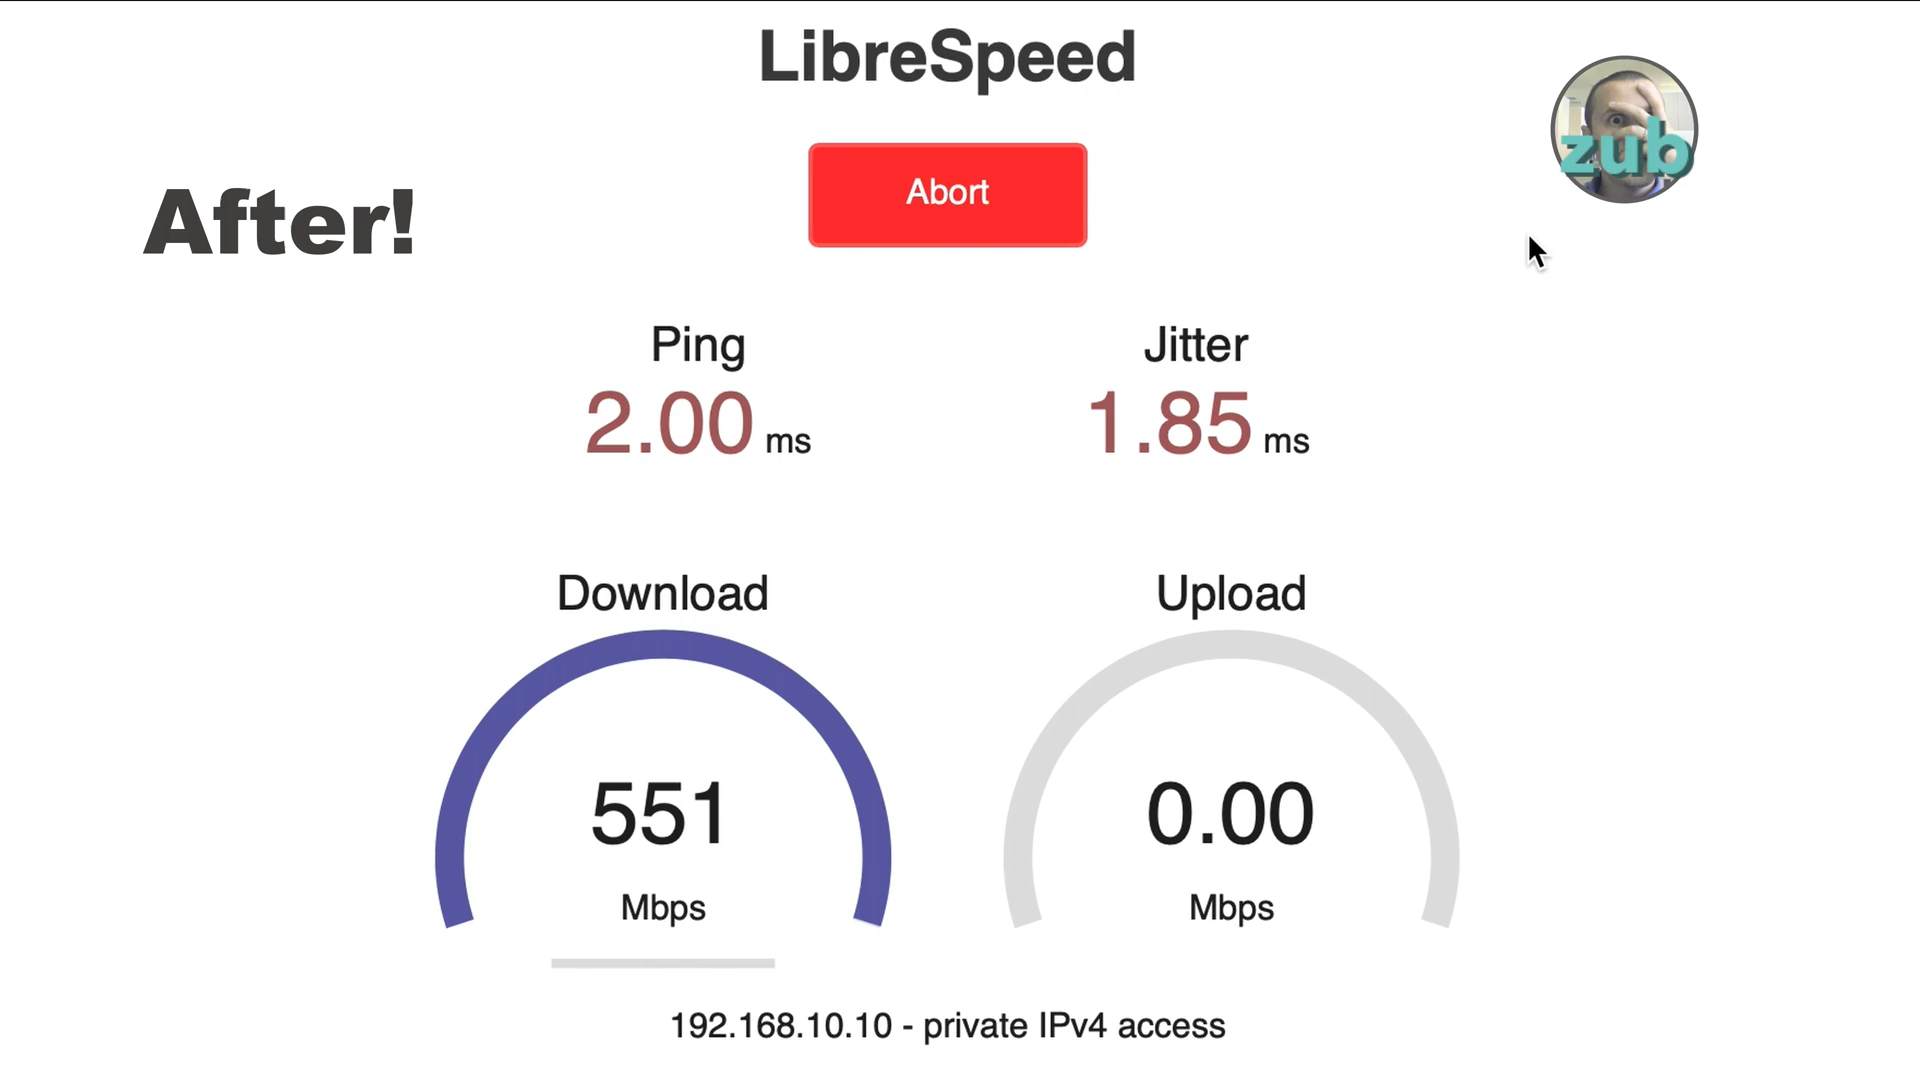 LibreSpeed
zub
Abort
After!
Ping
2.00 ms
Jitter
1.85 ms
Download
551
Mbps
Upload
0.00
Mbps
192.168.10.10 - private IPv4 access